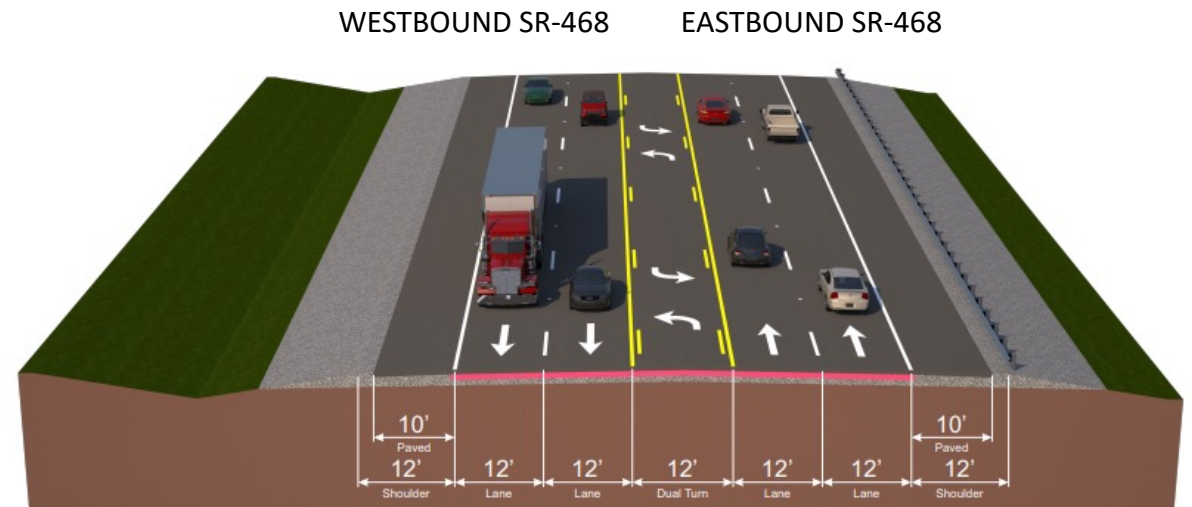 WESTBOUND SR-468 EASTBOUND SR-468
10’ 10’
Paved Paved
12’ 12’ 12’ 12’ 12’ 12’ 12’
Shoulder Lane Lane Dual Turn Lane Lane Shoulder